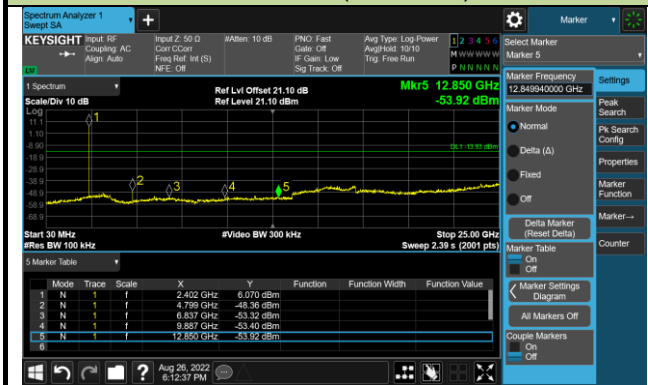 Spectrum Analyzer 1
Swept SA
Marker
KEYSIGHT
Input: RF
Coupling: AC
Align: Auto
Input Z: 50 Ω
Corr CCorr
Freq Ref: Int (S)
NFE: Off
#Atten: 10 dB
PNO: Fast
Gate: Off
IF Gain: Low
Sig Track: Off
Avg Type: Log-Power
Avg|Hold: 10/10
Trig: Free Run
1 2 3 4 5 6
M W W W W W
P N N N N N
Select Marker
Marker 5
1 Spectrum
Scale/Div 10 dB
Log
Ref Lvl Offset 21.10 dB
Ref Level 21.10 dBm
Mkr5 12.850 GHz
-53.92 dBm
11.1
1.10
-8.90
-18.9
-28.9
-38.9
-48.9
-58.9
-68.9
1
2
3
4
5
DL1 -13.93 dBm
Start 30 MHz
#Res BW 100 kHz
#Video BW 300 kHz
Stop 25.00 GHz
Sweep 2.39 s (2001 pts)
5 Marker Table
Mode Trace Scale X Y Function Function Width Function Value
1 N 1 f 2.402 GHz 6.070 dBm
2 N 1 f 4.799 GHz -48.36 dBm
3 N 1 f 6.837 GHz -53.32 dBm
4 N 1 f 9.887 GHz -53.40 dBm
5 N 1 f 12.850 GHz -53.92 dBm
6
Aug 26, 2022
6:12:37 PM
Marker Frequency
12.849940000 GHz
Marker Mode
Normal
Delta (Δ)
Fixed
Off
Delta Marker
(Reset Delta)
Marker Table
On
Off
Marker Settings
Diagram
All Markers Off
Couple Markers
On
Off
Settings
Peak
Search
Pk Search
Config
Properties
Marker
Function
Marker→
Counter